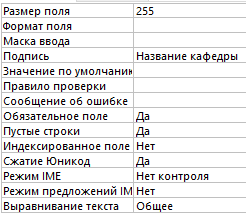 Размер поля 255
Формат поля
Маска ввода
Подпись Название кафедры
Значение по умолчани
Правило проверки
Сообщение об ошибке
Обязательное поле Да
Пустые строки Да
Индексированное поле Нет
Сжатие Юникод Да
Режим IME Нет контроля
Режим предложений IM Нет
Выравнивание текста Общее